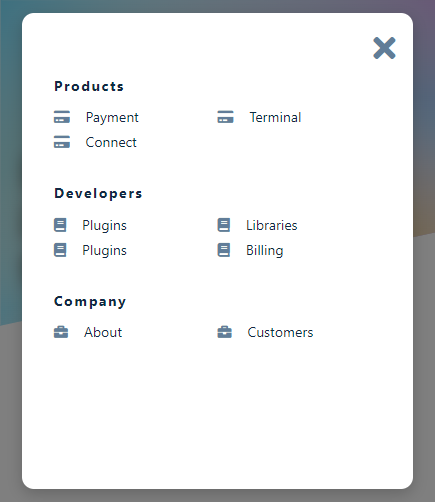 Products
Payment Terminal
Connect
Developers
Plugins Libraries
Plugins Billing
Company
About Customers